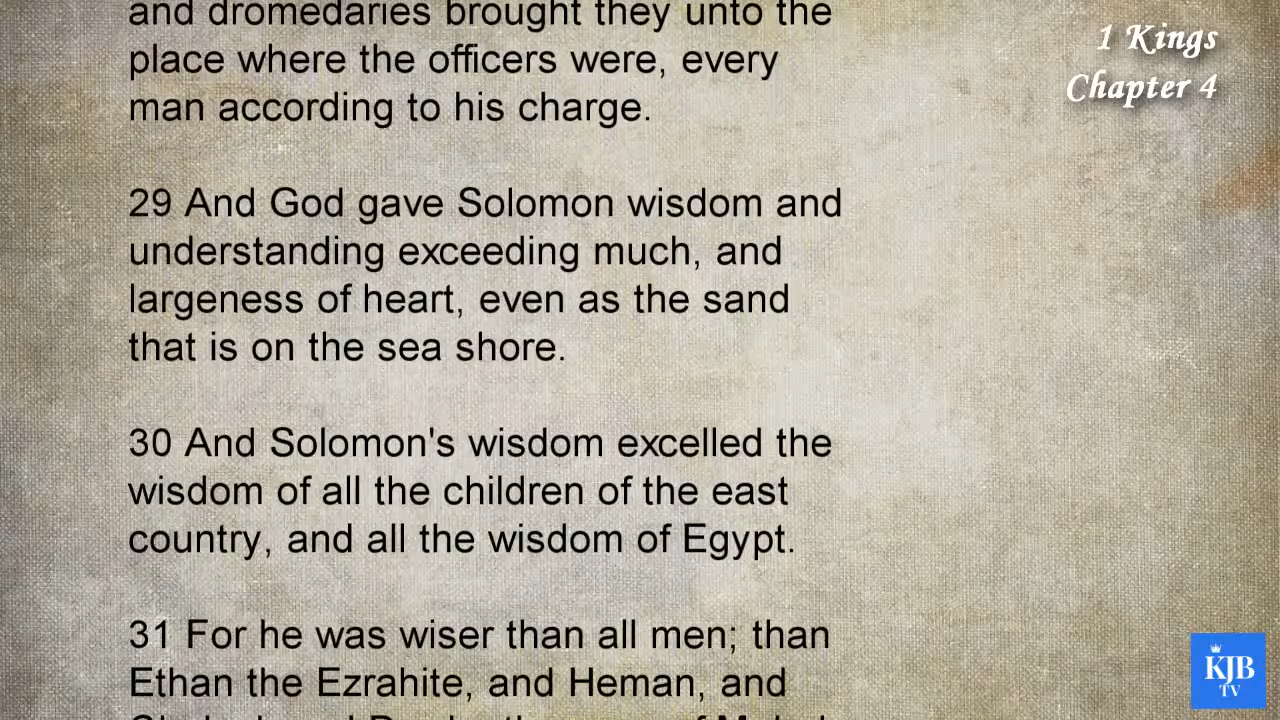 and dromedaries brought they unto the
place where the officers were, every
man according to his charge.
29 And God gave Solomon wisdom and
understanding exceeding much, and
largeness of heart, even as the sand
that is on the sea shore.
30 And Solomon's wisdom excelled the
wisdom of all the children of the east
country, and all the wisdom of Egypt.
31 For he was wiser than all men; than
Ethan the Ezrahite, and Heman, and
1 Kings
Chapter 4
KJB
TV